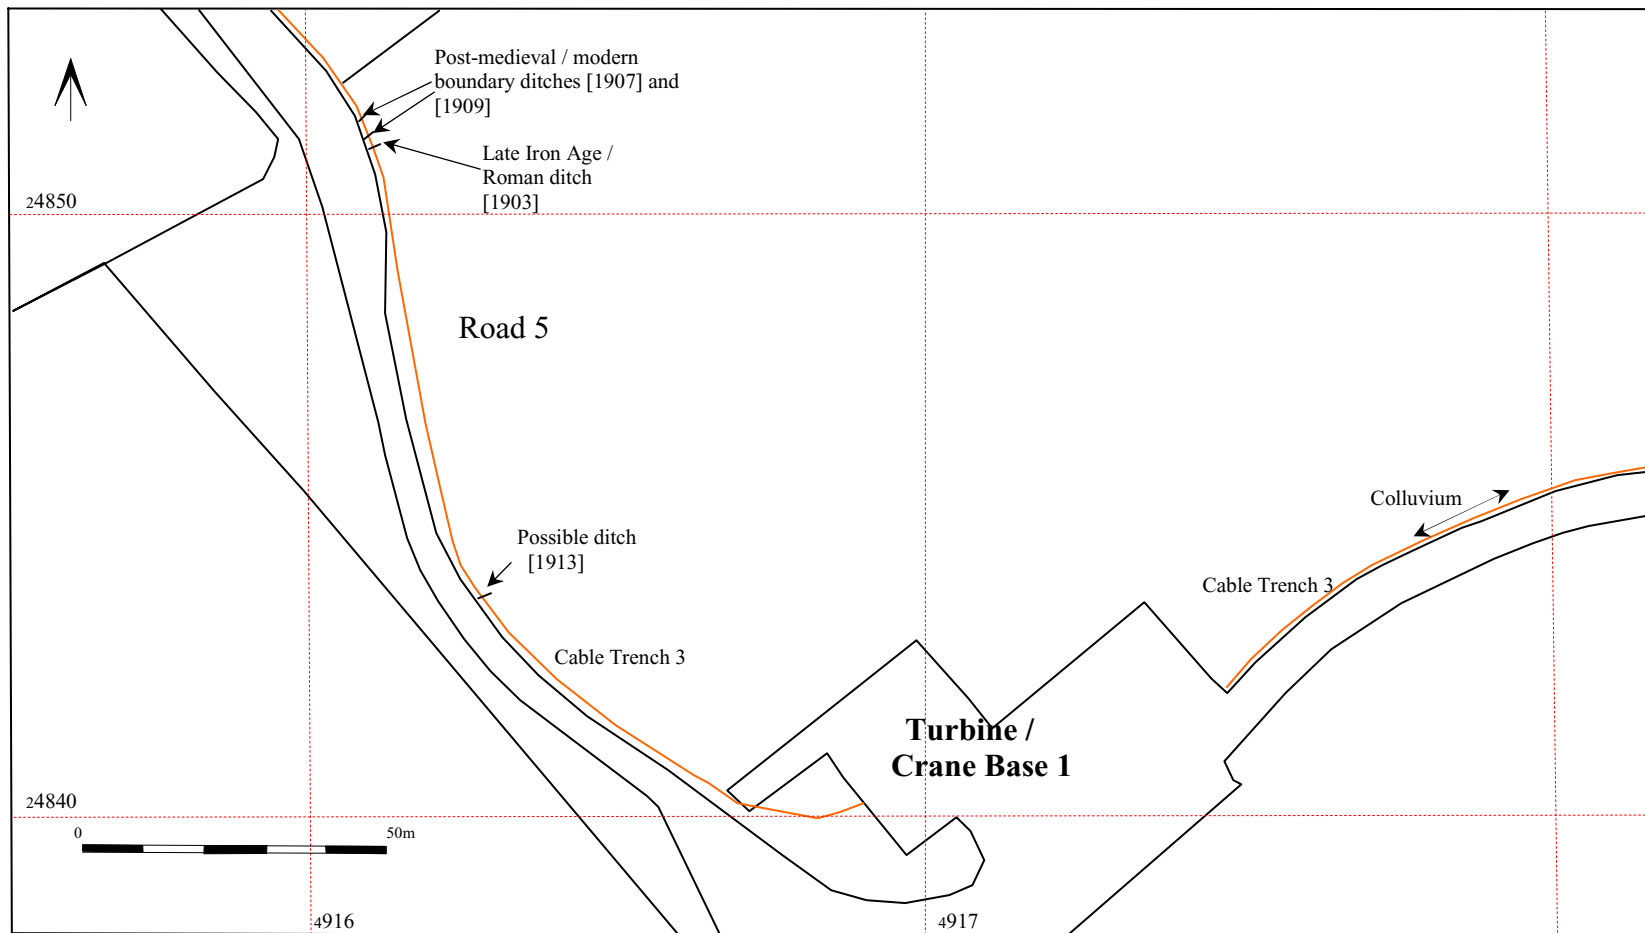 Post-medieval / modern
boundary ditches [1907] and
[1909]
Late Iron Age /
Roman ditch
[1903]
24850
Road 5
Colluvium
Possible ditch
[1913]
Cable Trench 3
Cable Trench 3
Turbine /
Crane Base 1
24840
0 50m
4916
4917